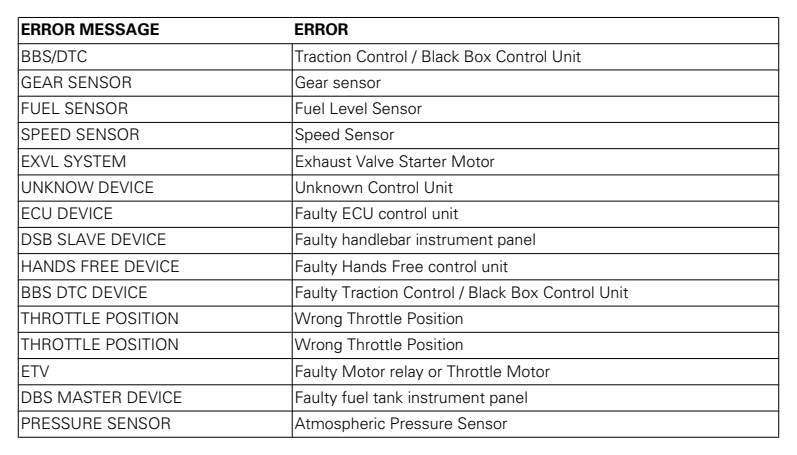 ERROR MESSAGE ERROR
BBS/DTC Traction Control / Black Box Control Unit
GEAR SENSOR Gear sensor
FUEL SENSOR Fuel Level Sensor
SPEED SENSOR Speed Sensor
EXVL SYSTEM Exhaust Valve Starter Motor
UNKNOW DEVICE Unknown Control Unit
ECU DEVICE Faulty ECU control unit
DSB SLAVE DEVICE Faulty handlebar instrument panel
HANDS FREE DEVICE Faulty Hands Free control unit
BBS DTC DEVICE Faulty Traction Control / Black Box Control Unit
THROTTLE POSITION Wrong Throttle Position
THROTTLE POSITION Wrong Throttle Position
ETV Faulty Motor relay or Throttle Motor
DBS MASTER DEVICE Faulty fuel tank instrument panel
PRESSURE SENSOR Atmospheric Pressure Sensor